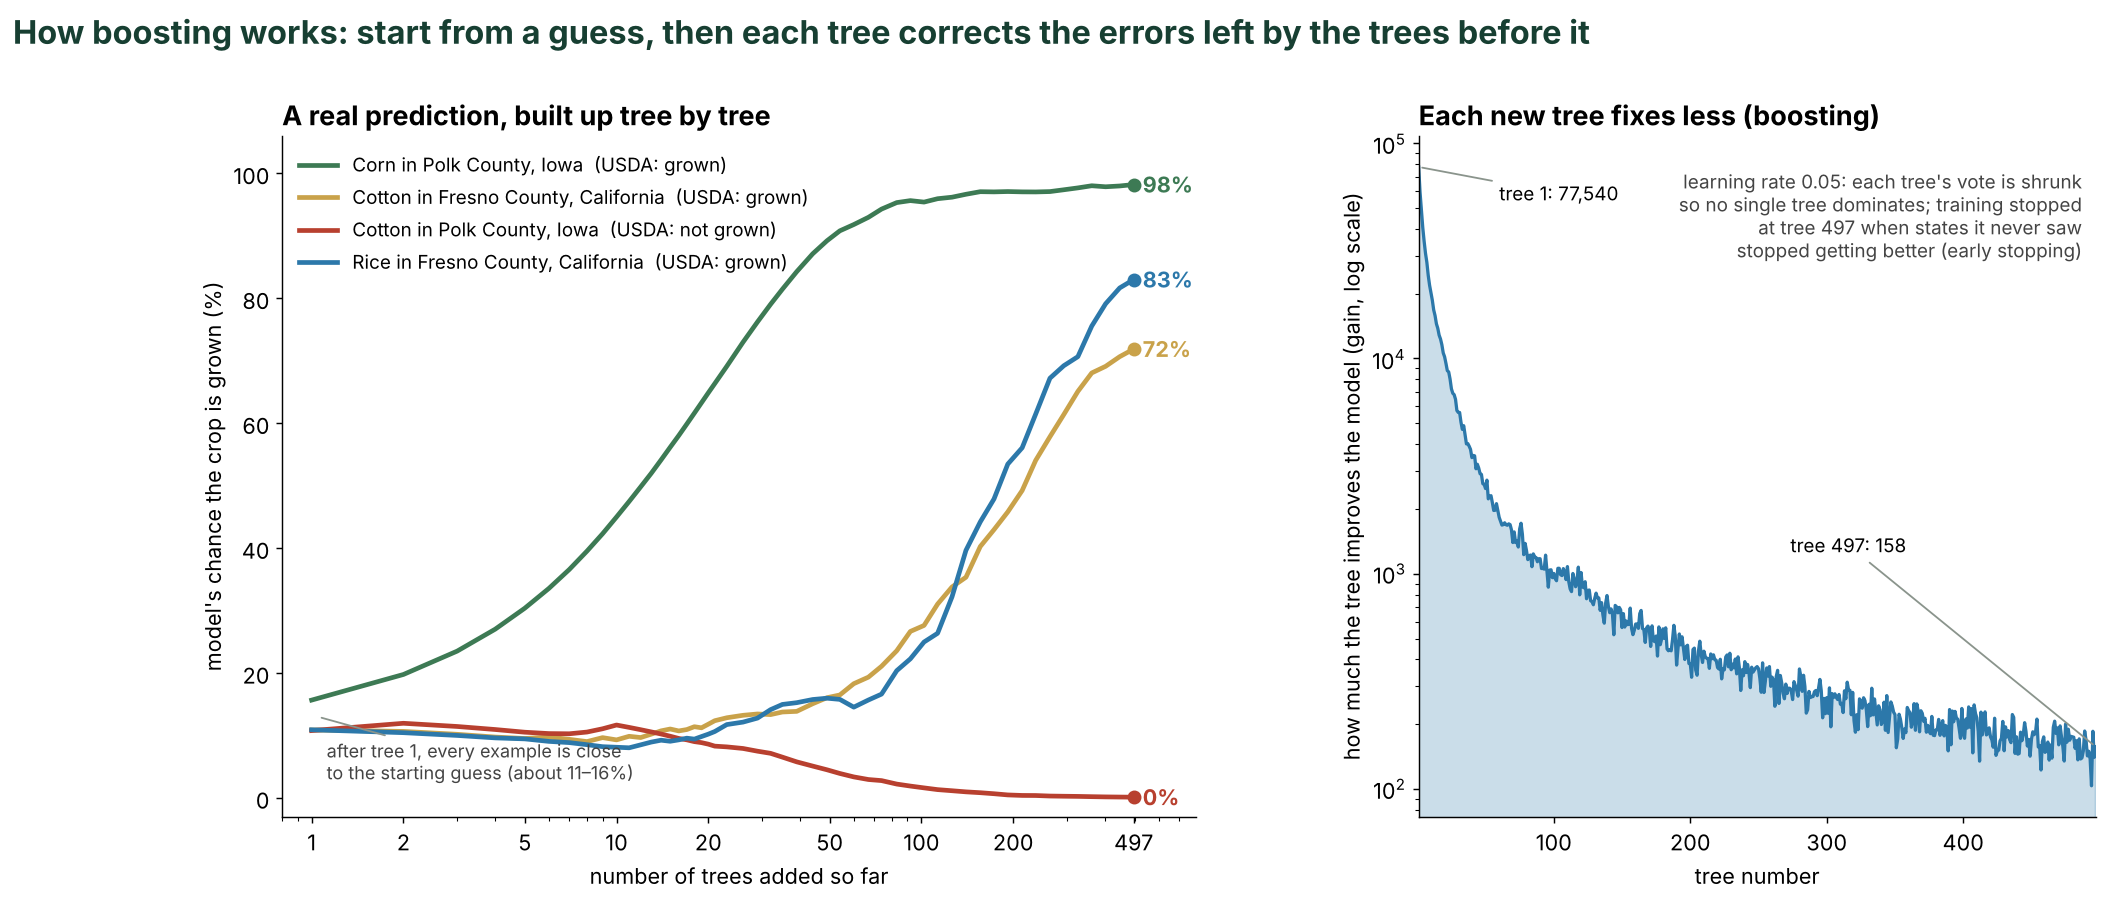 How boosting works: start from a guess, then each tree corrects the errors left by the trees before it
A real prediction, built up tree by tree
Corn in Polk County, Iowa (USDA: grown)
Cotton in Fresno County, California (USDA: grown)
Cotton in Polk County, Iowa (USDA: not grown)
Rice in Fresno County, California (USDA: grown)
model's chance the crop is grown (%)
100
80
60
40
20
0
98%
83%
72%
0%
after tree 1, every example is close
to the starting guess (about 11–16%)
1 2 5 10 20 50 100 200 497
number of trees added so far
Each new tree fixes less (boosting)
how much the tree improves the model (gain, log scale)
10^5
10^4
10^3
10^2
tree 1: 77,540
learning rate 0.05: each tree's vote is shrunk
so no single tree dominates; training stopped
at tree 497 when states it never saw
stopped getting better (early stopping)
tree 497: 158
100 200 300 400
tree number